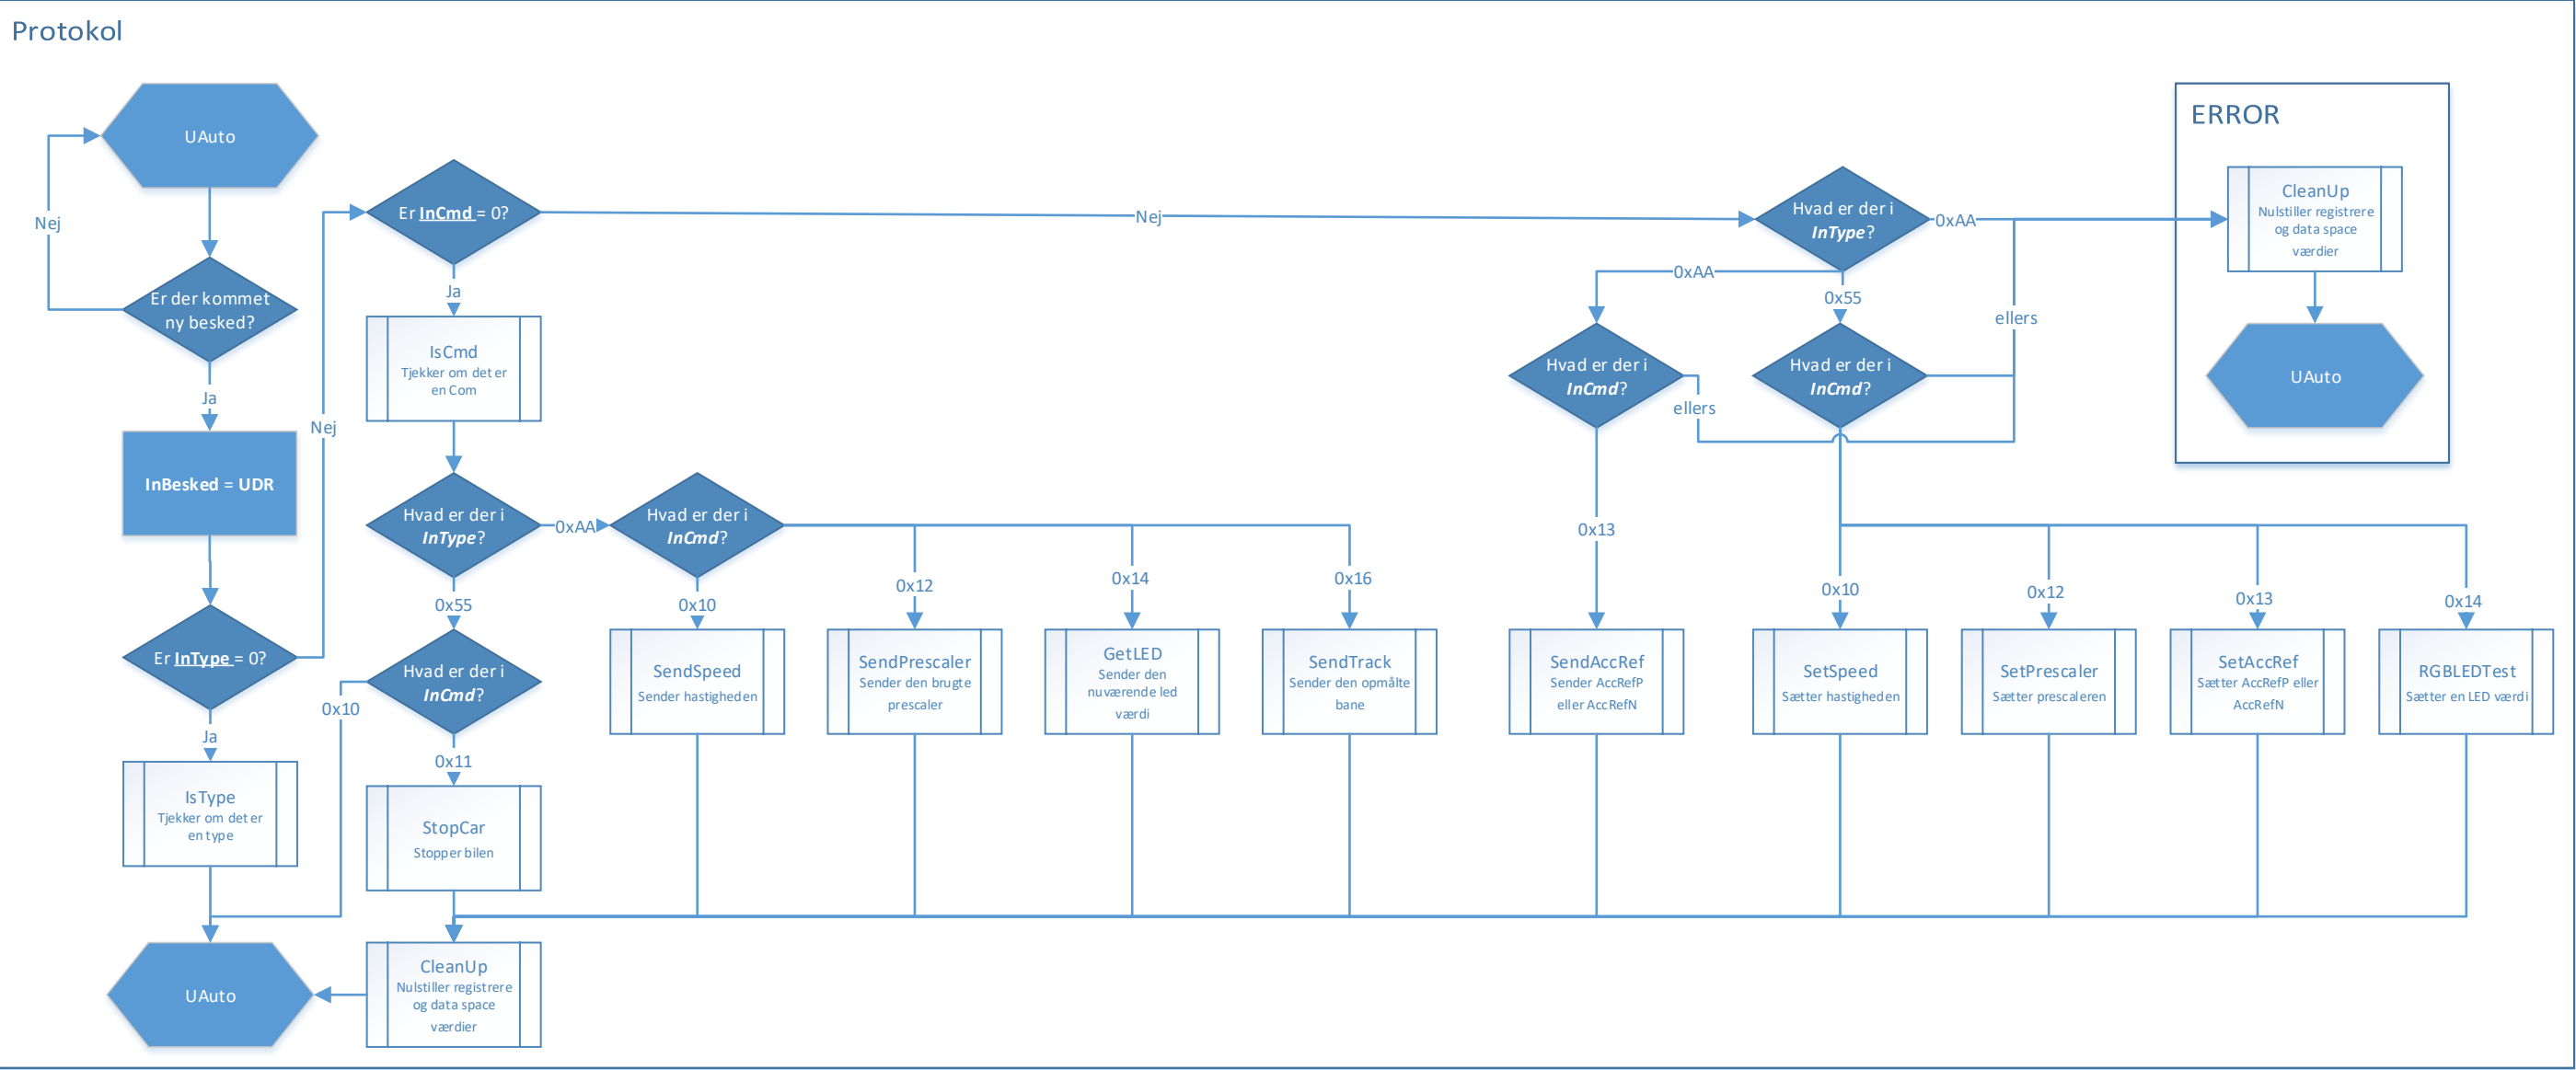 Protokol
UAuto
Nej
Er der kommet
ny besked?
Ja
InBesked = UDR
Er InType = 0?
Nej
Ja
IsType
Tjekker om det er
en type
UAuto
Er InCmd = 0?
Nej
Ja
IsCmd
Tjekker om det er
en Com
Hvad er der i
InType?
0xAA
0x55
Hvad er der i
InCmd?
0x10
0x11
StopCar
Stopper bilen
CleanUp
Nulstiller registrere
og data space
værdier
Hvad er der i
InCmd?
0x10
0x12
0x14
0x16
SendSpeed
Sender hastigheden
SendPrescaler
Sender den brugte
prescaler
GetLED
Sender den
nuværende led
værdi
SendTrack
Sender den opmålte
bane
Hvad er der i
InType?
0xAA
0xAA
0x55
Hvad er der i
InCmd?
ellers
Hvad er der i
InCmd?
ellers
0x13
SendAccRef
Sender AccRefP
eller AccRefN
0x10
0x12
0x13
0x14
SetSpeed
Sætter hastigheden
SetPrescaler
Sætter prescaleren
SetAccRef
Sætter AccRefP eller
AccRefN
RGBLEDTest
Sætter en LED værdi
ERROR
CleanUp
Nulstiller registrere
og data space
værdier
UAuto